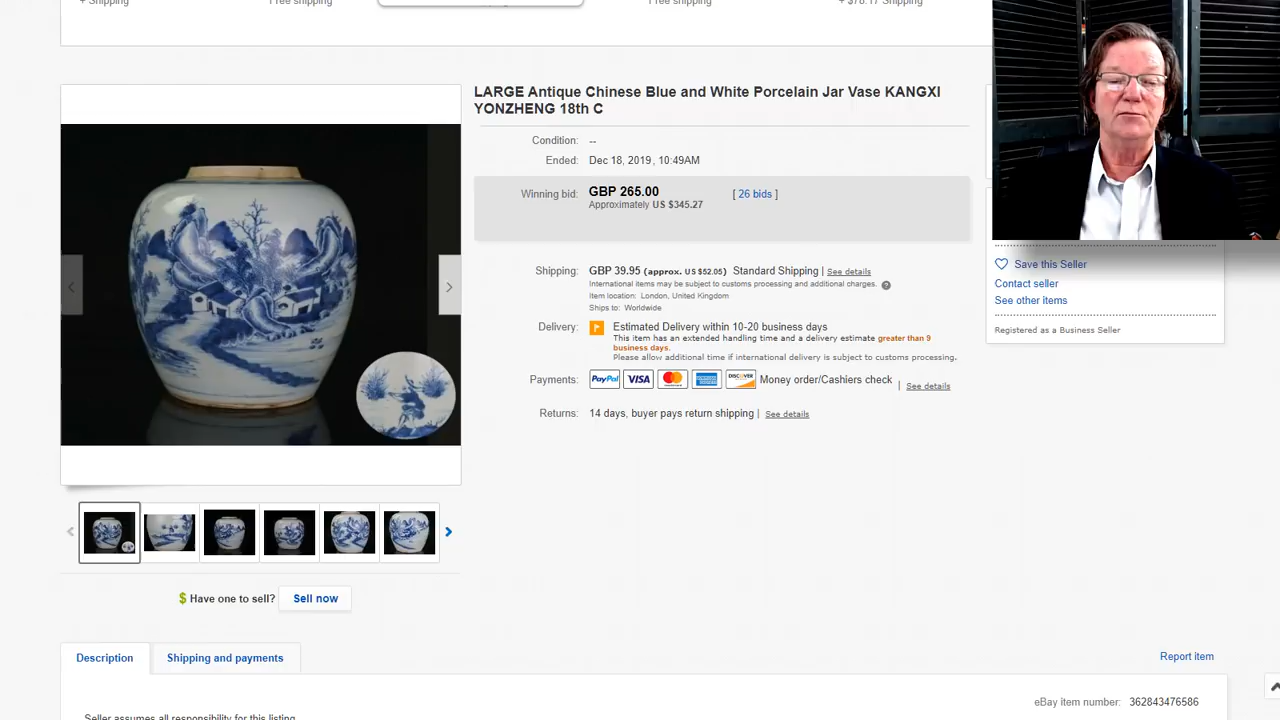 + Shipping
Free shipping
Free shipping
+ $78.17 Shipping
LARGE Antique Chinese Blue and White Porcelain Jar Vase KANGXI
YONZHENG 18th C
Condition: --
Ended: Dec 18, 2019 , 10:49AM
Winning bid: GBP 265.00 [ 26 bids ]
Approximately US $345.27
Shipping: GBP 39.95 (approx. US $52.05) Standard Shipping | See details
International items may be subject to customs processing and additional charges. ?
Item location: London, United Kingdom
Ships to: Worldwide
Delivery: Estimated Delivery within 10-20 business days
This item has an extended handling time and a delivery estimate greater than 9
business days.
Please allow additional time if international delivery is subject to customs processing.
Payments: PayPal VISA MasterCard DISCOVER Money order/Cashiers check | See details
Returns: 14 days, buyer pays return shipping | See details
Save this Seller
Contact seller
See other items
Registered as a Business Seller
$ Have one to sell? Sell now
Description
Shipping and payments
Report item
eBay item number: 362843476586
Seller assumes all responsibility for this listing.